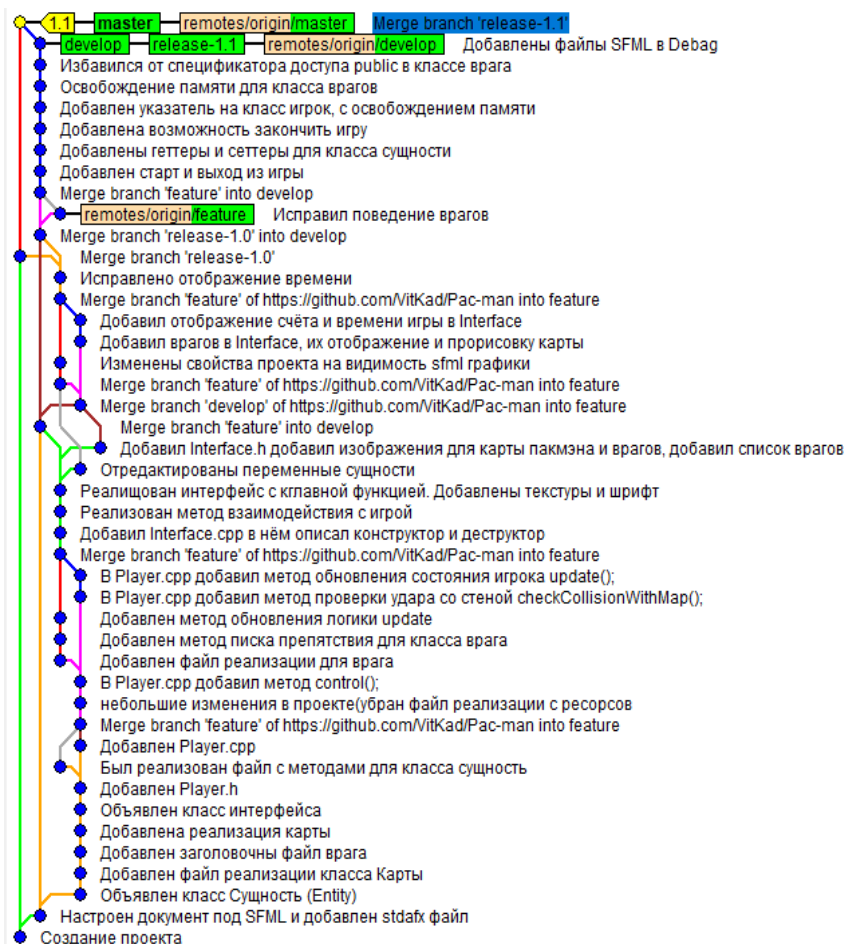 1.1 master remotes/origin/master Merge branch 'release-1.1'
develop release-1.1 remotes/origin/develop Добавлены файлы SFML в Debag
Избавился от спецификатора доступа public в классе врага
Освобождение памяти для класса врагов
Добавлен указатель на класс игрок, с освобождением памяти
Добавлена возможность закончить игру
Добавлены геттеры и сеттеры для класса сущности
Добавлен старт и выход из игры
Merge branch 'feature' into develop
remotes/origin/feature Исправил поведение врагов
Merge branch 'release-1.0' into develop
Merge branch 'release-1.0'
Исправлено отображение времени
Merge branch 'feature' of https://github.com/VitKad/Pac-man into feature
Добавил отображение счёта и времени игры в Interface
Добавил врагов в Interface, их отображение и прорисовку карты
Изменены свойства проекта на видимость sfml графики
Merge branch 'feature' of https://github.com/VitKad/Pac-man into feature
Merge branch 'develop' of https://github.com/VitKad/Pac-man into feature
Merge branch 'feature' into develop
Добавил Interface.h добавил изображения для карты пакмэна и врагов, добавил список врагов
Отредактированы переменные сущности
Реалищован интерфейс с кглавной функцией. Добавлены текстуры и шрифт
Реализован метод взаимодействия с игрой
Добавил Interface.cpp в нём описал конструктор и деструктор
Merge branch 'feature' of https://github.com/VitKad/Pac-man into feature
В Player.cpp добавил метод обновления состояния игрока update();
В Player.cpp добавил метод проверки удара со стеной checkCollisionWithMap();
Добавлен метод обновления логики update
Добавлен метод писка препятствия для класса врага
Добавлен файл реализации для врага
В Player.cpp добавил метод control();
небольшие изменения в проекте(убран файл реализации с ресорсов
Merge branch 'feature' of https://github.com/VitKad/Pac-man into feature
Добавлен Player.cpp
Был реализован файл с методами для класса сущность
Добавлен Player.h
Объявлен класс интерфейса
Добавлена реализация карты
Добавлен заголовочны файл врага
Добавлен файл реализации класса Карты
Объявлен класс Сущность (Entity)
Настроен документ под SFML и добавлен stdafx файл
Создание проекта